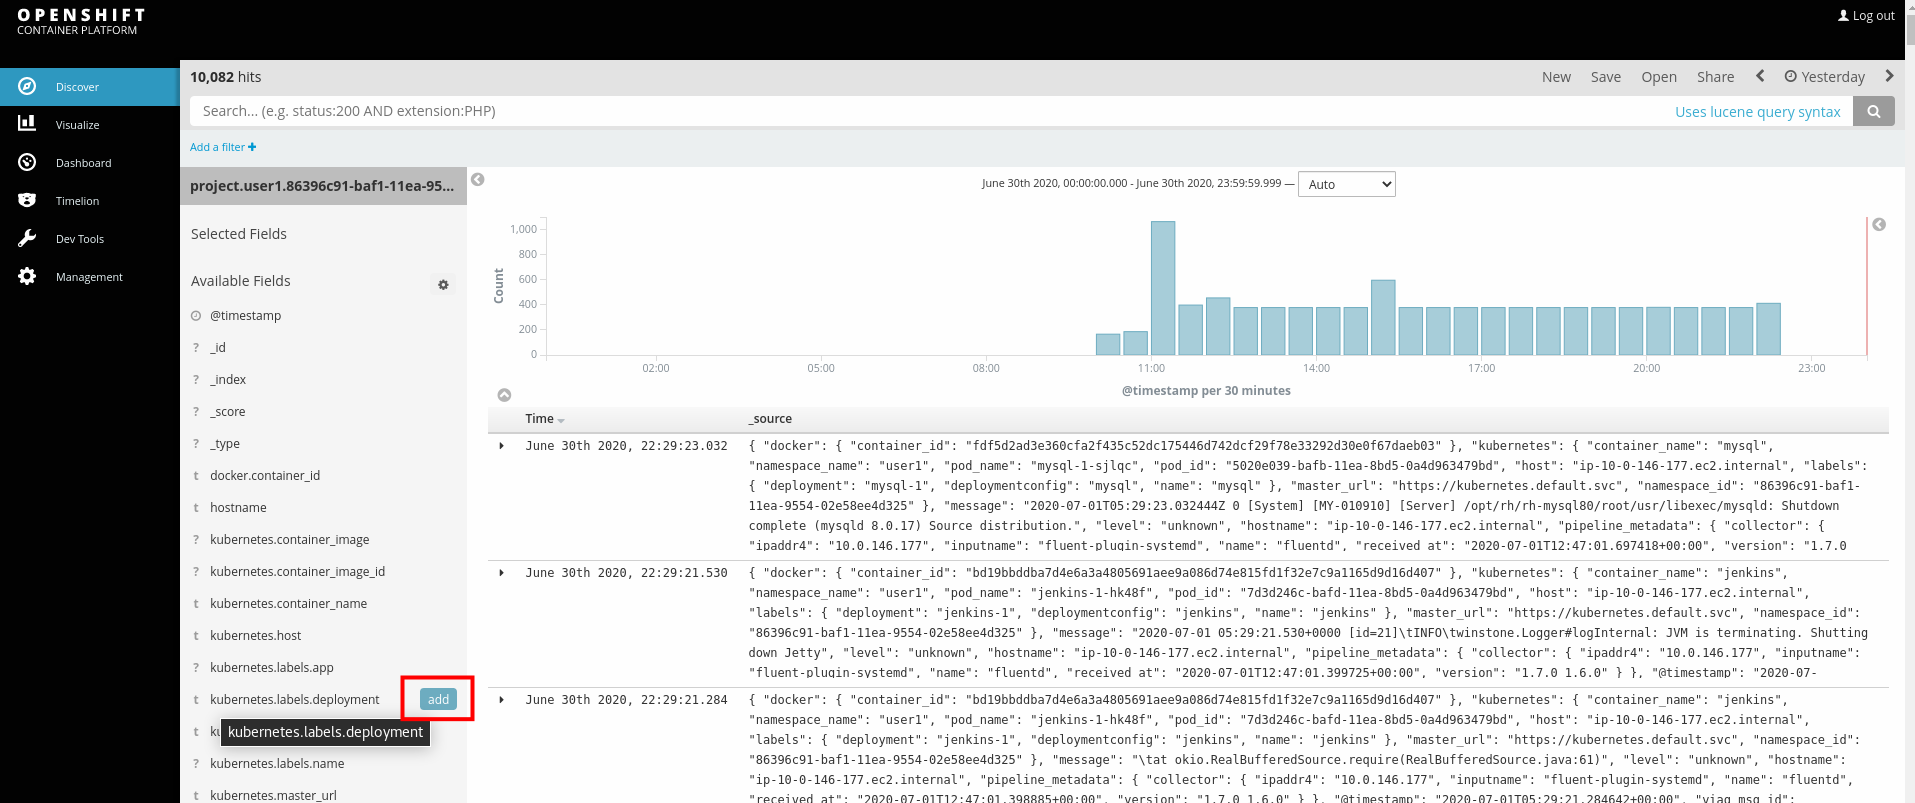 OPENSHIFT
CONTAINER PLATFORM
Log out
Discover
Visualize
Dashboard
Timelion
Dev Tools
Management
10,082 hits
New Save Open Share Yesterday
Search... (e.g. status:200 AND extension:PHP)
Uses lucene query syntax
Add a filter +
project.user1.86396c91-baf1-11ea-95...
Selected Fields
Available Fields
@timestamp
? _id
? _index
? _score
? _type
t docker.container_id
t hostname
? kubernetes.container_image
? kubernetes.container_image_id
t kubernetes.container_name
t kubernetes.host
? kubernetes.labels.app
t kubernetes.labels.deployment add
kubernetes.labels.deployment
? kubernetes.labels.name
t kubernetes.master_url
June 30th 2020, 00:00:00.000 - June 30th 2020, 23:59:59.999 — Auto
Count
1,000
800
600
400
200
0
02:00 05:00 08:00 11:00 14:00 17:00 20:00 23:00
@timestamp per 30 minutes
Time _source
June 30th 2020, 22:29:23.032 { "docker": { "container_id": "fdf5d2ad3e360cfa2f435c52dc175446d742dcf29f78e33292d30e0f67daeb03" }, "kubernetes": { "container_name": "mysql",
"namespace_name": "user1", "pod_name": "mysql-1-sjlqc", "pod_id": "5020e039-bafb-11ea-8bd5-0a4d963479bd", "host": "ip-10-0-146-177.ec2.internal", "labels":
{ "deployment": "mysql-1", "deploymentconfig": "mysql", "name": "mysql" }, "master_url": "https://kubernetes.default.svc", "namespace_id": "86396c91-baf1-
11ea-9554-02e58ee4d325" }, "message": "2020-07-01T05:29:23.032444Z 0 [System] [MY-010910] [Server] /opt/rh/rh-mysql80/root/usr/libexec/mysqld: Shutdown
complete (mysqld 8.0.17) Source distribution.", "level": "unknown", "hostname": "ip-10-0-146-177.ec2.internal", "pipeline_metadata": { "collector": {
"ipaddr4": "10.0.146.177", "inputname": "fluent-plugin-systemd", "name": "fluentd", "received at": "2020-07-01T12:47:01.697418+00:00", "version": "1.7.0
June 30th 2020, 22:29:21.530 { "docker": { "container_id": "bd19bbddba7d4e6a3a4805691aee9a086d74e815fd1f32e7c9a1165d9d16d407" }, "kubernetes": { "container_name": "jenkins",
"namespace_name": "user1", "pod_name": "jenkins-1-hk48f", "pod_id": "7d3d246c-bafd-11ea-8bd5-0a4d963479bd", "host": "ip-10-0-146-177.ec2.internal",
"labels": { "deployment": "jenkins-1", "deploymentconfig": "jenkins", "name": "jenkins" }, "master_url": "https://kubernetes.default.svc", "namespace_id":
"86396c91-baf1-11ea-9554-02e58ee4d325" }, "message": "2020-07-01 05:29:21.530+0000 [id=21]\tINFO\twinstone.Logger#logInternal: JVM is terminating. Shutting
down Jetty", "level": "unknown", "hostname": "ip-10-0-146-177.ec2.internal", "pipeline_metadata": { "collector": { "ipaddr4": "10.0.146.177", "inputname":
"fluent-plugin-systemd", "name": "fluentd", "received at": "2020-07-01T12:47:01.399725+00:00", "version": "1.7.0 1.6.0" } }, "@timestamp": "2020-07-
June 30th 2020, 22:29:21.284 { "docker": { "container_id": "bd19bbddba7d4e6a3a4805691aee9a086d74e815fd1f32e7c9a1165d9d16d407" }, "kubernetes": { "container_name": "jenkins",
"namespace_name": "user1", "pod_name": "jenkins-1-hk48f", "pod_id": "7d3d246c-bafd-11ea-8bd5-0a4d963479bd", "host": "ip-10-0-146-177.ec2.internal",
"labels": { "deployment": "jenkins-1", "deploymentconfig": "jenkins", "name": "jenkins" }, "master_url": "https://kubernetes.default.svc", "namespace_id":
"86396c91-baf1-11ea-9554-02e58ee4d325" }, "message": "\tat okio.RealBufferedSource.require(RealBufferedSource.java:61)", "level": "unknown", "hostname":
"ip-10-0-146-177.ec2.internal", "pipeline_metadata": { "collector": { "ipaddr4": "10.0.146.177", "inputname": "fluent-plugin-systemd", "name": "fluentd",
"received at": "2020-07-01T12:47:01.398885+00:00", "version": "1.7.0 1.6.0" } }, "@timestamp": "2020-07-01T05:29:21.284642+00:00", "viaq msg id":